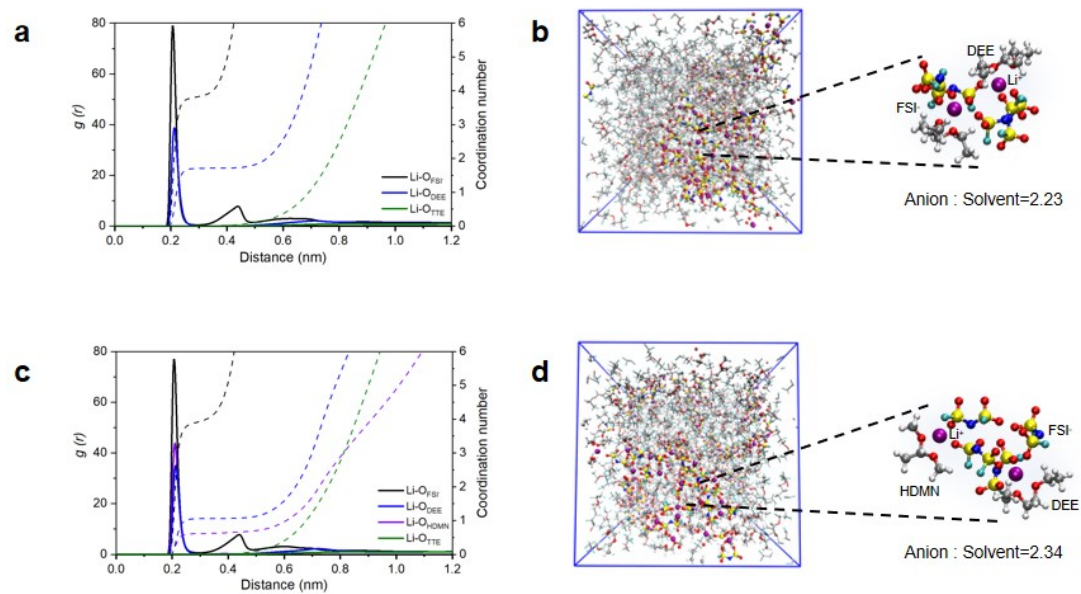 a
80
60
40
20
0
g (r)
6
5
4
3
2
1
0
Coordination number
Li-OFSI
Li-ODEE
Li-OTTE
0.0 0.2 0.4 0.6 0.8 1.0 1.2
Distance (nm)
b
DEE
Li+
FSI-
Anion : Solvent=2.23
c
80
60
40
20
0
g (r)
6
5
4
3
2
1
0
Coordination number
Li-OFSI
Li-ODEE
Li-OHDMN
Li-OTTE
0.0 0.2 0.4 0.6 0.8 1.0 1.2
Distance (nm)
d
Li+
FSI-
HDMN
DEE
Anion : Solvent=2.34